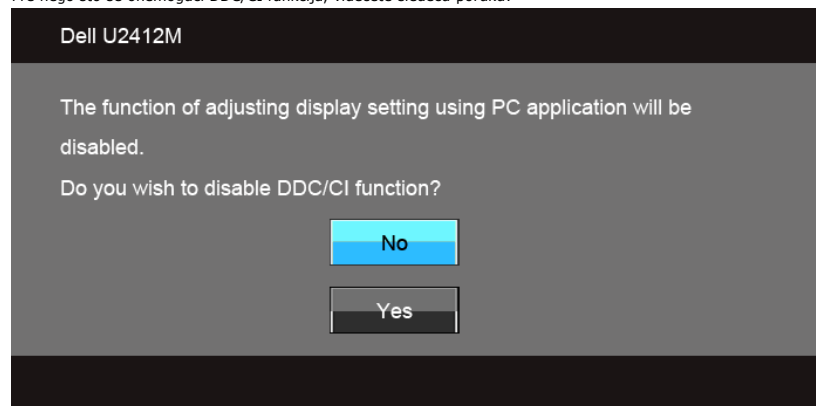 Dell U2412M
The function of adjusting display setting using PC application will be
disabled.
Do you wish to disable DDC/CI function?
No
Yes